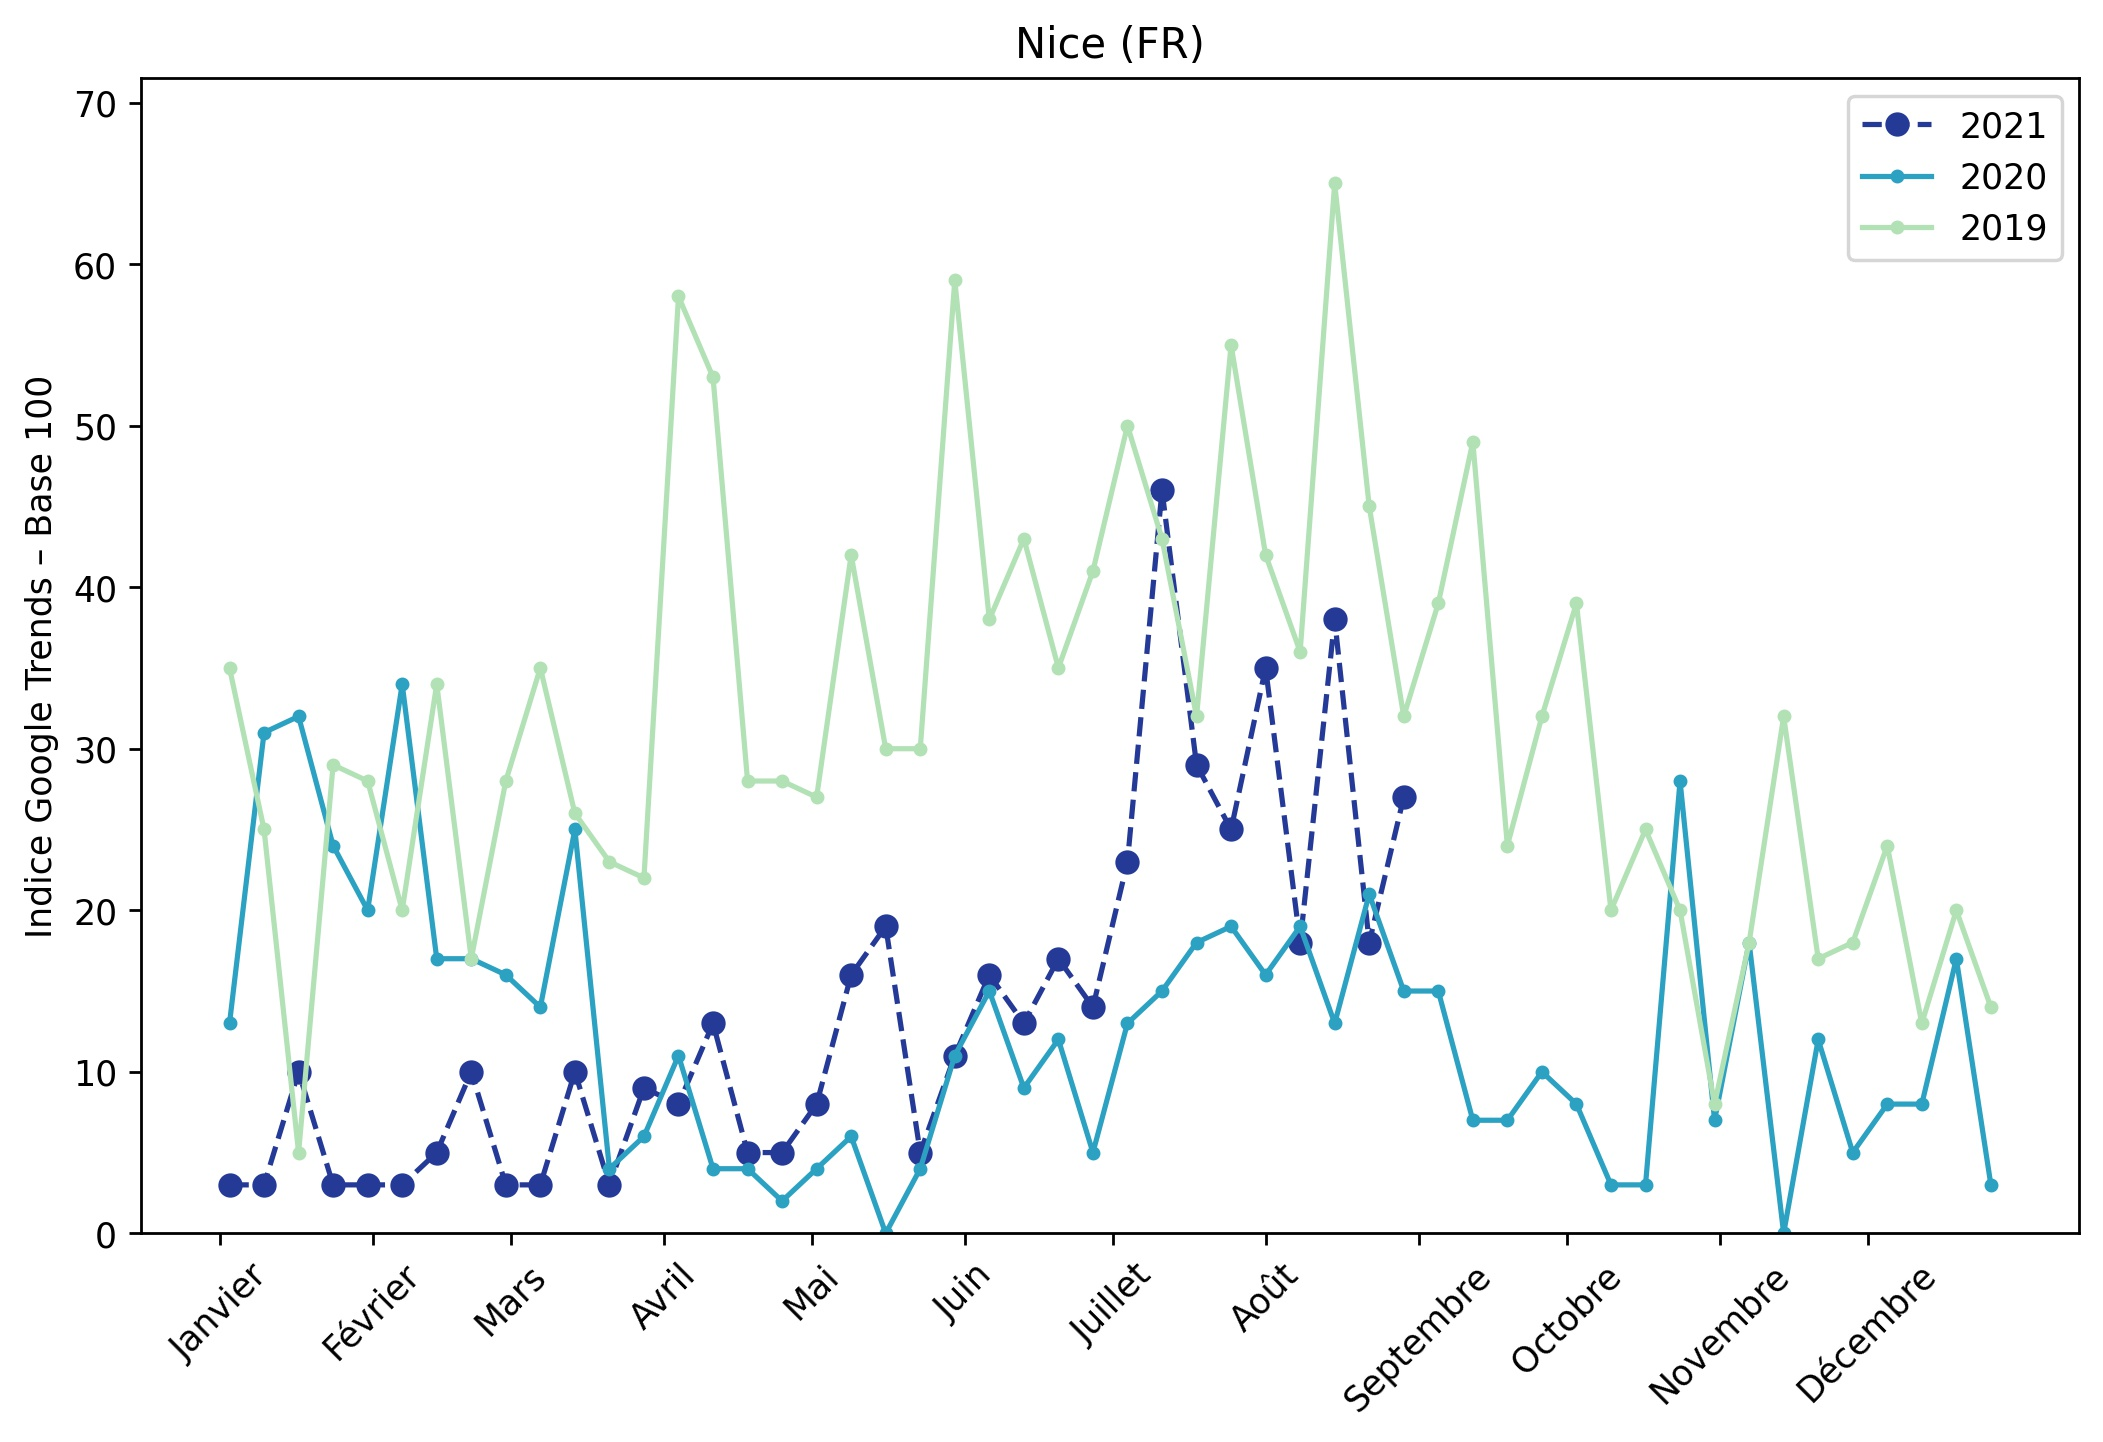 Nice (FR)
Indice Google Trends – Base 100
70
60
50
40
30
20
10
0
2021
2020
2019
Janvier
Février
Mars
Avril
Mai
Juin
Juillet
Août
Septembre
Octobre
Novembre
Décembre